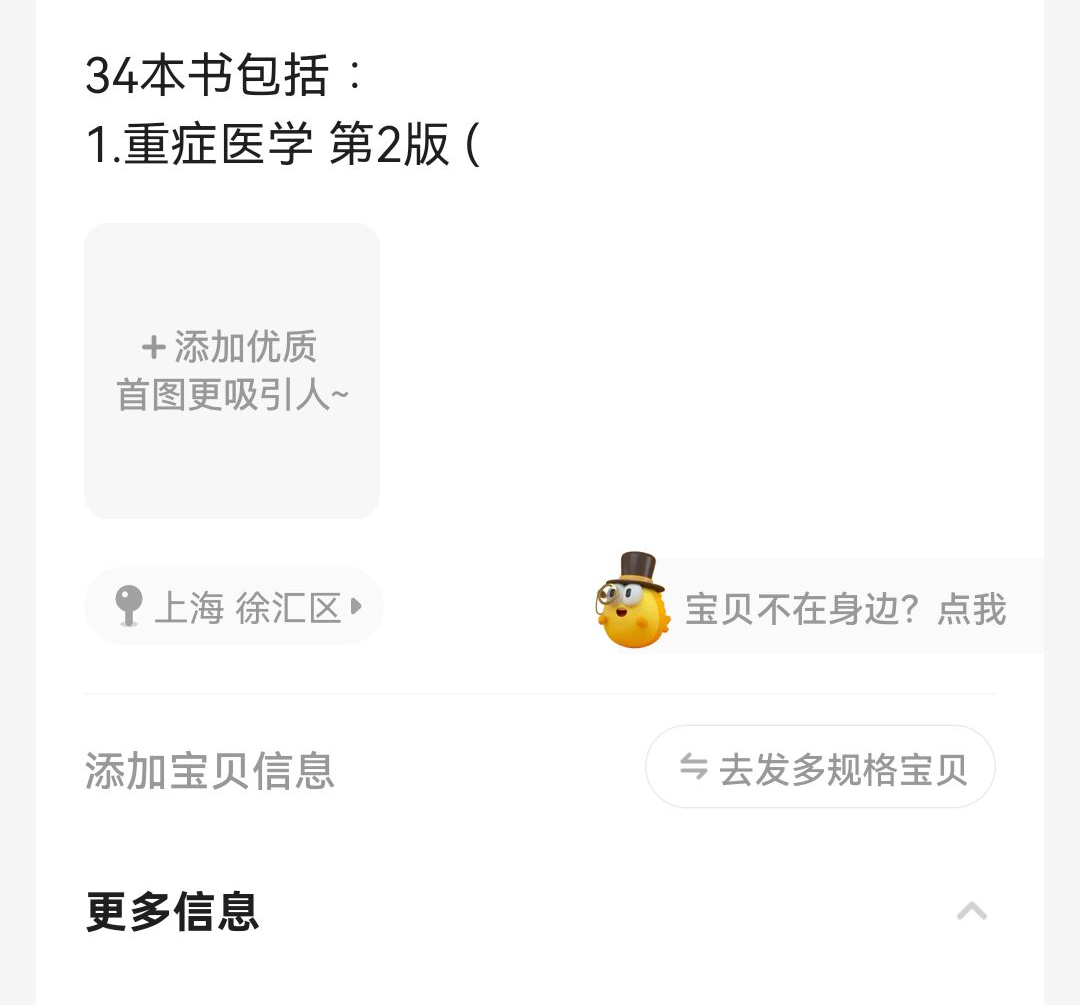 34本书包括：
1.重症医学 第2版 (
+ 添加优质
首图更吸引人~
上海 徐汇区
宝贝不在身边？点我
添加宝贝信息
去发多规格宝贝
更多信息